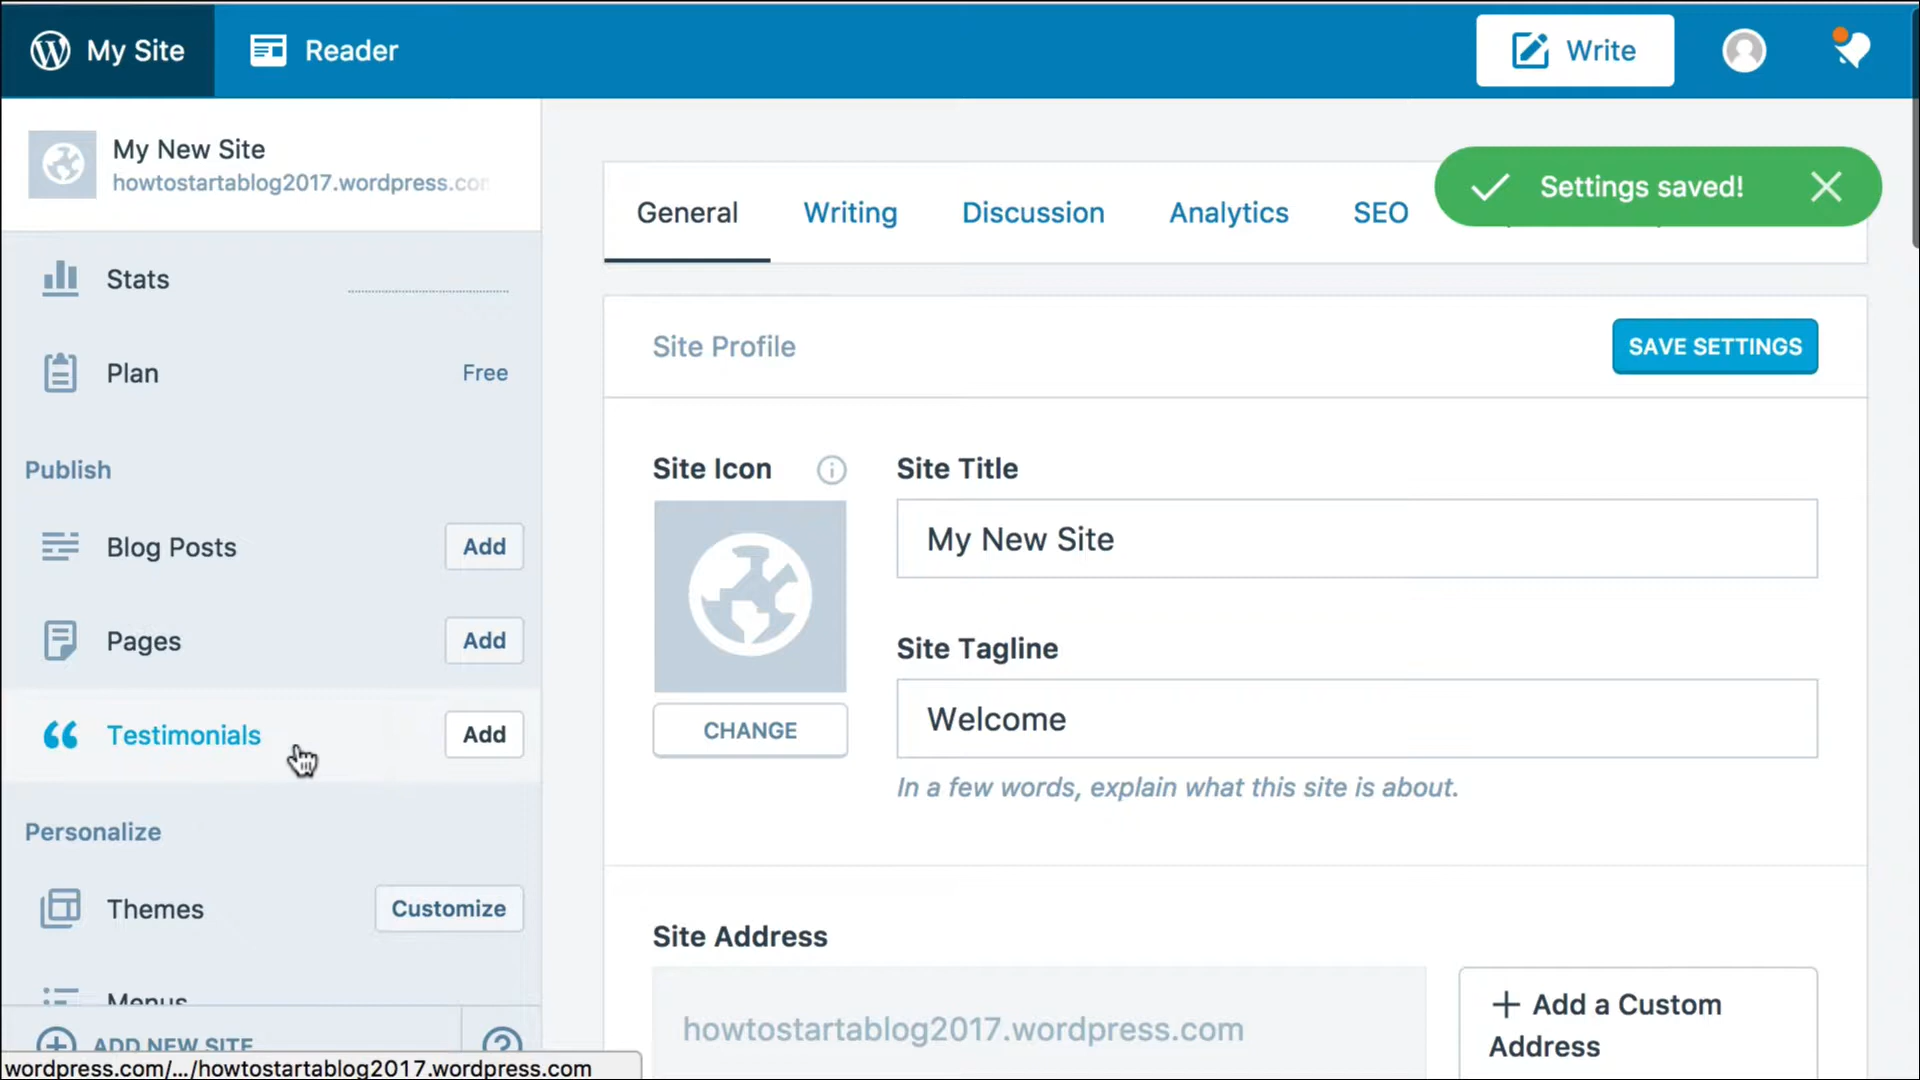 My Site
Reader
Write
My New Site
howtostartablog2017.wordpress.com
General
Writing
Discussion
Analytics
SEO
Settings saved!
Stats
Plan
Free
Site Profile
SAVE SETTINGS
Publish
Site Icon
Site Title
Blog Posts
Add
My New Site
Pages
Add
Site Tagline
Testimonials
Add
CHANGE
Welcome
In a few words, explain what this site is about.
Personalize
Themes
Customize
Site Address
Menus
howtostartablog2017.wordpress.com
Add a Custom
Address
ADD NEW SITE
wordpress.com/.../howtostartablog2017.wordpress.com